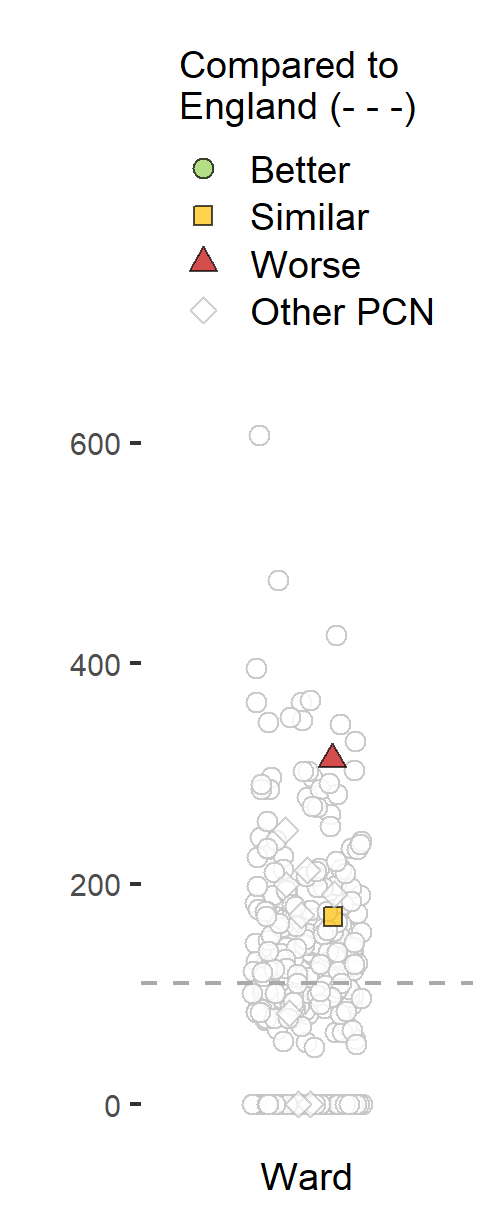 Compared to
England (- - -)
Better
Similar
Worse
Other PCN
600
400
200
0
Ward